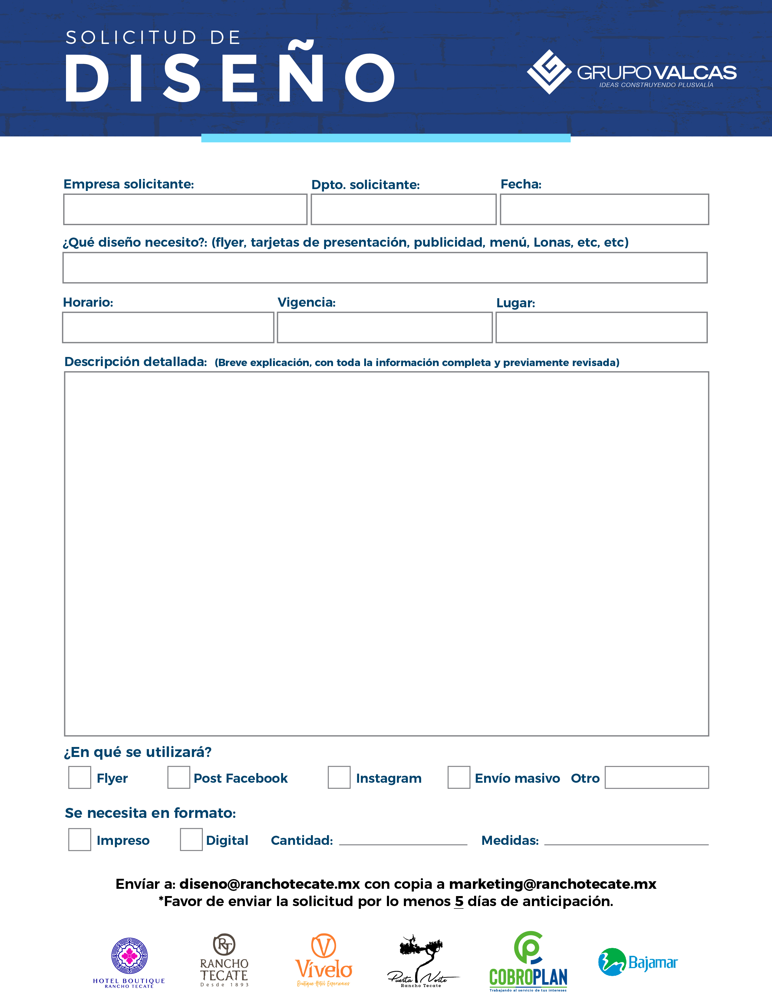 SOLICITUD DE
DISEÑO
GRUPO VALCAS
IDEAS CONSTRUYENDO PLUSVALÍA
Empresa solicitante: Dpto. solicitante: Fecha:
¿Qué diseño necesito?: (flyer, tarjetas de presentación, publicidad, menú, Lonas, etc, etc)
Horario: Vigencia: Lugar:
Descripción detallada: (Breve explicación, con toda la información completa y previamente revisada)
¿En qué se utilizará?
Flyer Post Facebook Instagram Envío masivo Otro
Se necesita en formato:
Impreso Digital Cantidad: Medidas:
Envíar a: diseno@ranchotecate.mx con copia a marketing@ranchotecate.mx
*Favor de enviar la solicitud por lo menos 5 días de anticipación.
HOTEL BOUTIQUE
RANCHO TECATE
RT
RANCHO
TECATE
Desde 1893
V
Vívelo
Boutique Hotel Experiences
Puerta Norte
Rancho Tecate
CP
COBROPLAN
Trabajando al servicio de tus intereses
Bajamar